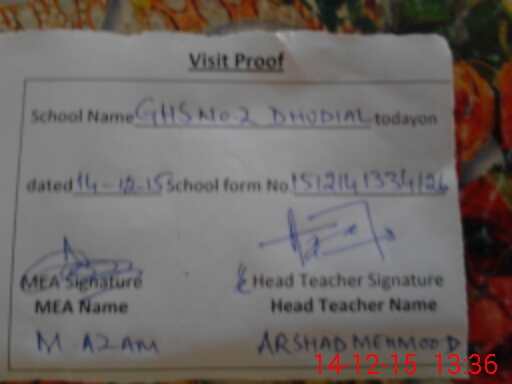 Visit Proof
School Name GHS No.2 DHUDIAL todayon
dated 14-12-15 School form No. 1512141334126
MEA Signature Head Teacher Signature
MEA Name Head Teacher Name
M. AZAM ARSHAD MEHMOOD
14-12-15 13:36